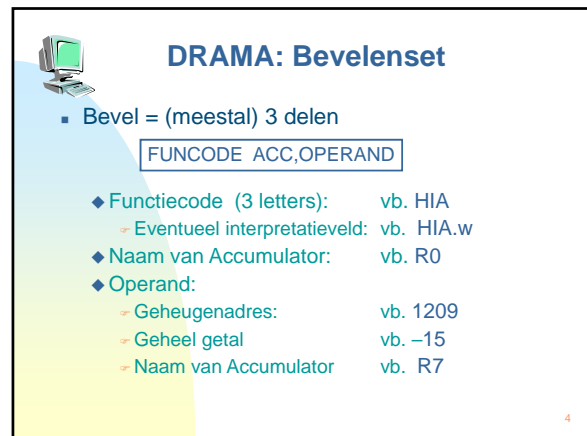 DRAMA: Bevelenset
Bevel = (meestal) 3 delen
FUNCODE ACC,OPERAND
Functiecode (3 letters): vb. HIA
Eventueel interpretatieveld: vb. HIA.w
Naam van Accumulator: vb. R0
Operand:
Geheugenadres: vb. 1209
Geheel getal vb. –15
Naam van Accumulator vb. R7
4